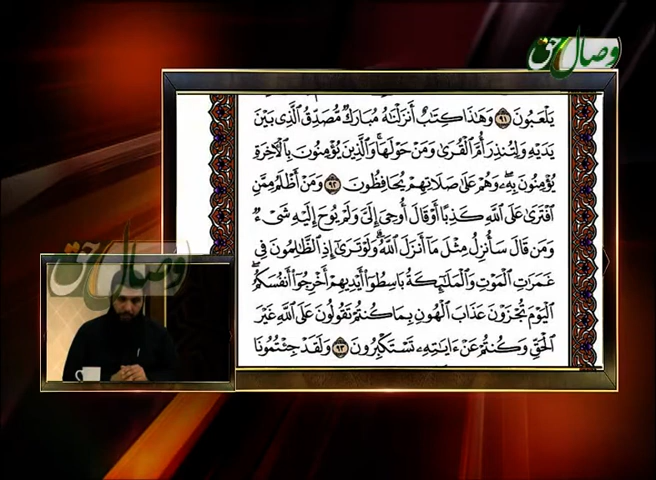 وصال حق
يَلْعَبُونَ ٩١ وَهَٰذَا كِتَٰبٌ أَنزَلْنَٰهُ مُبَارَكٌ مُّصَدِّقُ ٱلَّذِى بَيْنَ
يَدَيْهِ وَلِتُنذِرَ أُمَّ ٱلْقُرَىٰ وَمَنْ حَوْلَهَا ۚ وَٱلَّذِينَ يُؤْمِنُونَ بِٱلْءَاخِرَةِ
يُؤْمِنُونَ بِهِۦ ۖ وَهُمْ عَلَىٰ صَلَاتِهِمْ يُحَافِظُونَ ٩٢ وَمَنْ أَظْلَمُ مِمَّنِ
ٱفْتَرَىٰ عَلَى ٱللَّهِ كَذِبًا أَوْ قَالَ أُوحِىَ إِلَىَّ وَلَمْ يُوحَ إِلَيْهِ شَىْءٌ
وَمَن قَالَ سَأُنزِلُ مِثْلَ مَآ أَنزَلَ ٱللَّهُ ۗ وَلَوْ تَرَىٰٓ إِذِ ٱلظَّٰلِمُونَ فِى
غَمَرَٰتِ ٱلْمَوْتِ وَٱلْمَلَٰٓئِكَةُ بَاسِطُوٓا۟ أَيْدِيهِمْ أَخْرِجُوٓا۟ أَنفُسَكُمُ ۖ
ٱلْيَوْمَ تُجْزَوْنَ عَذَابَ ٱلْهُونِ بِمَا كُنتُمْ تَقُولُونَ عَلَى ٱللَّهِ غَيْرَ
ٱلْحَقِّ وَكُنتُمْ عَنْ ءَايَٰتِهِۦ تَسْتَكْبِرُونَ ٩٣ وَلَقَدْ جِئْتُمُونَا
وصال حق